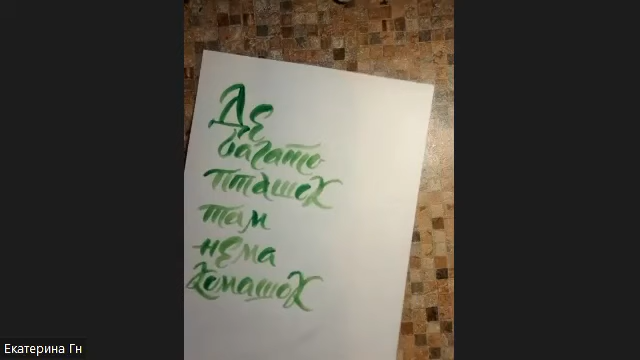 Де
багато
пташок
там
нема
комашок
Екатерина Гн